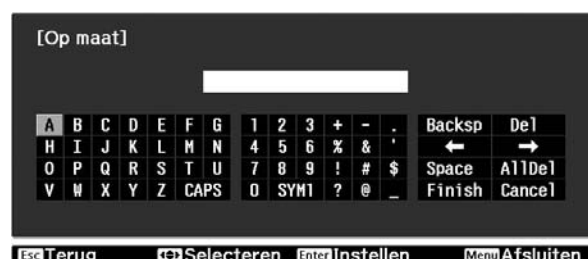 [Op maat]
A B C D E F G 1 2 3 + - . Backsp Del
H I J K L M N 4 5 6 % & ' ← →
O P Q R S T U 7 8 9 ! # $ Space AllDel
V W X Y Z CAPS 0 SYM1 ? @ _ Finish Cancel
Esc Terug Selecteren Enter Instellen Menu Afsluiten